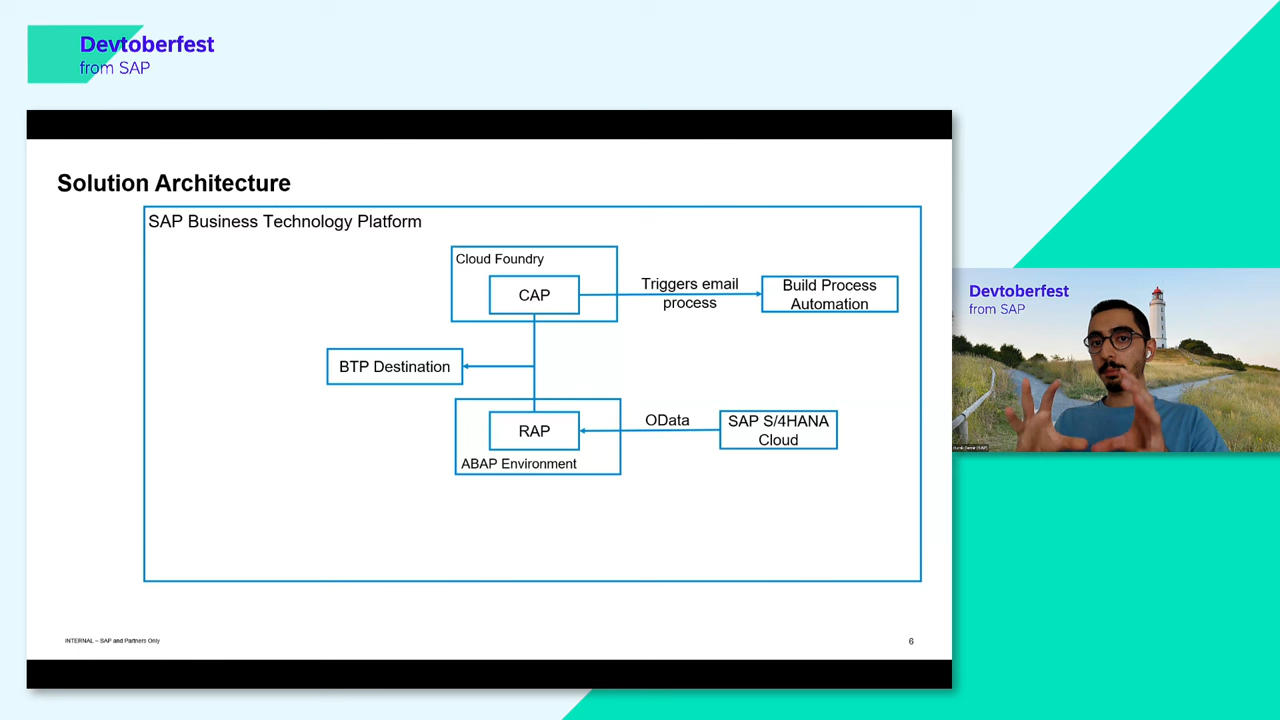 Devtoberfest
from SAP
Solution Architecture
SAP Business Technology Platform
Cloud Foundry
CAP
Triggers email
process
Build Process
Automation
BTP Destination
RAP
ABAP Environment
OData
SAP S/4HANA
Cloud
INTERNAL – SAP and Partners Only
6
Devtoberfest
from SAP